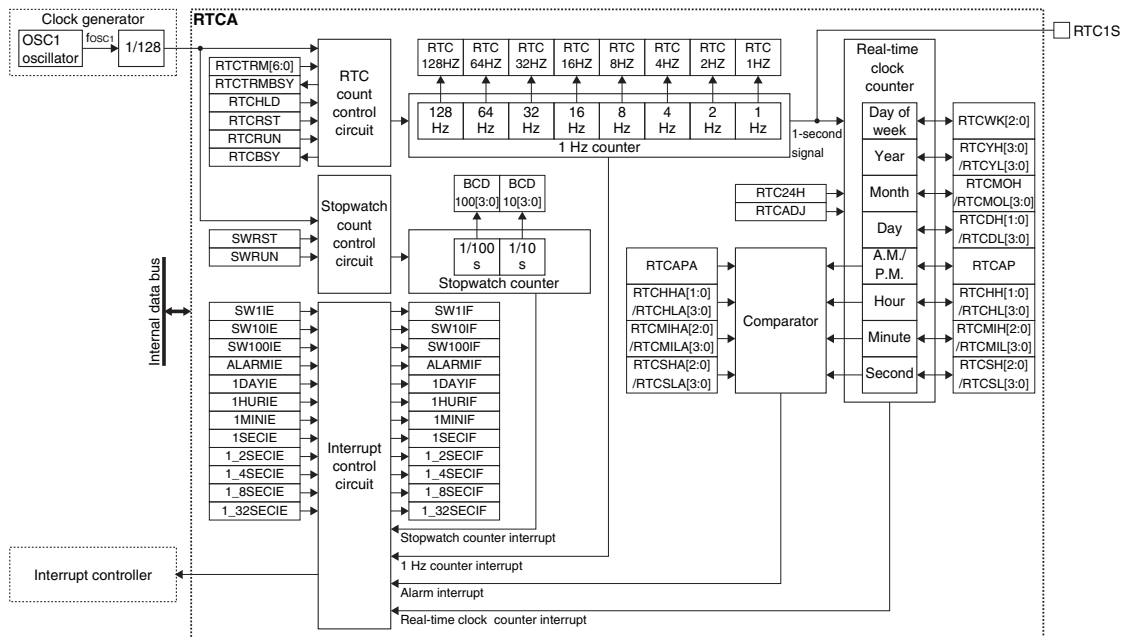 Clock generator
OSC1
oscillator
fOSC1
1/128
RTCA
RTCTRM[6:0]
RTCTRMBSY
RTCHLD
RTCRST
RTCRUN
RTCBSY
RTC
count
control
circuit
RTC
128HZ
RTC
64HZ
RTC
32HZ
RTC
16HZ
RTC
8HZ
RTC
4HZ
RTC
2HZ
RTC
1HZ
128
Hz
64
Hz
32
Hz
16
Hz
8
Hz
4
Hz
2
Hz
1
Hz
1 Hz counter
1-second
signal
RTC1S
Real-time
clock
counter
Day of
week
Year
Month
Day
A.M./
P.M.
Hour
Minute
Second
RTCWK[2:0]
RTCYH[3:0]
/RTCYL[3:0]
RTCMOH
/RTCMOL[3:0]
RTCDH[1:0]
/RTCDL[3:0]
RTCAP
RTCHH[1:0]
/RTCHL[3:0]
RTCMIH[2:0]
/RTCMIL[3:0]
RTCSH[2:0]
/RTCSL[3:0]
RTC24H
RTCADJ
SWRST
SWRUN
Stopwatch
count
control
circuit
BCD
100[3:0]
BCD
10[3:0]
1/100
s
1/10
s
Stopwatch counter
RTCAPA
RTCHHA[1:0]
/RTCHLA[3:0]
RTCMIHA[2:0]
/RTCMILA[3:0]
RTCSHA[2:0]
/RTCSLA[3:0]
Comparator
Internal data bus
SW1IE
SW10IE
SW100IE
ALARMIE
1DAYIE
1HURIE
1MINIE
1SECIE
1_2SECIE
1_4SECIE
1_8SECIE
1_32SECIE
Interrupt
control
circuit
SW1IF
SW10IF
SW100IF
ALARMIF
1DAYIF
1HURIF
1MINIF
1SECIF
1_2SECIF
1_4SECIF
1_8SECIF
1_32SECIF
Stopwatch counter interrupt
1 Hz counter interrupt
Alarm interrupt
Real-time clock counter interrupt
Interrupt controller